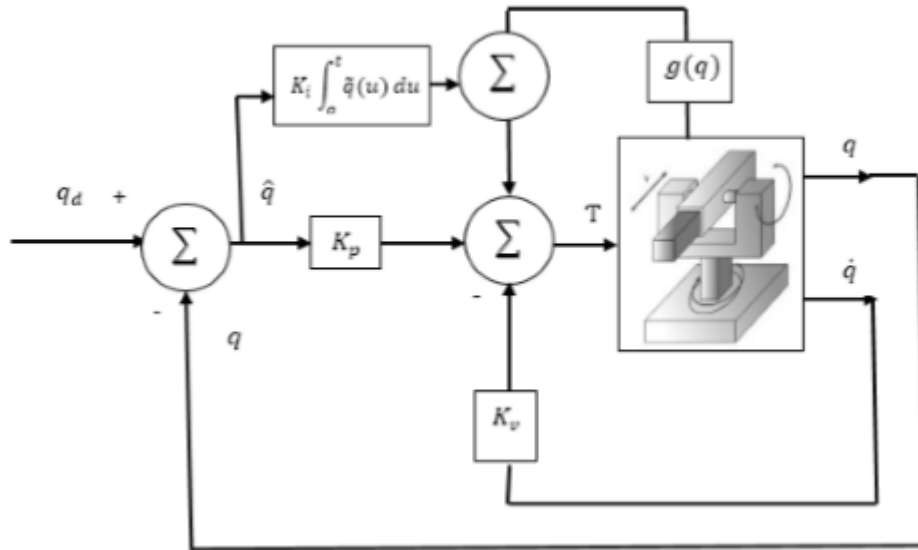 Σ
g(q)
K_i ∫_o^t q̃(u) du
q
q_d +
q̂
Σ
K_p
Σ
T
q̇
-
-
q
K_v